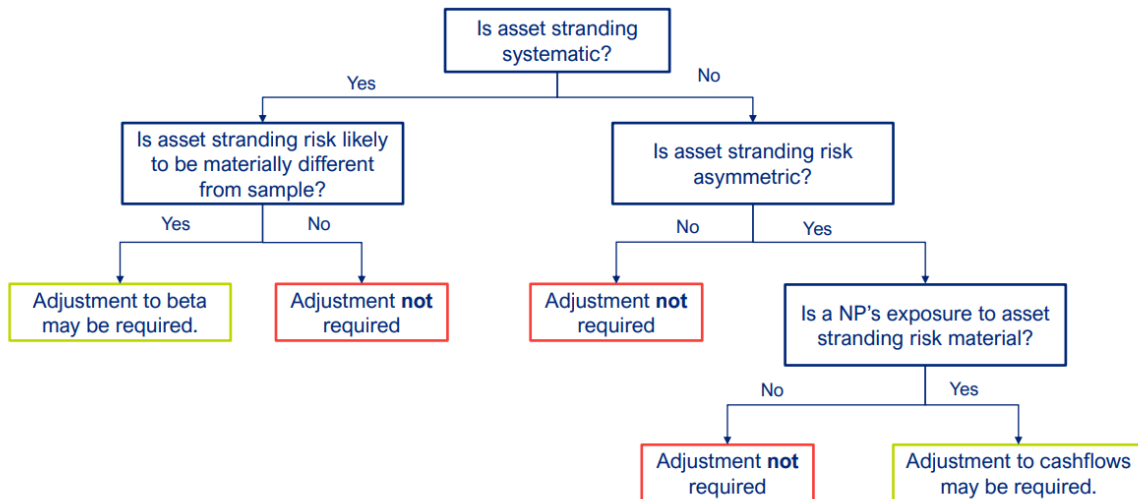 Is asset stranding
systematic?
Yes
No
Is asset stranding risk likely
to be materially different
from sample?
Is asset stranding risk
asymmetric?
Yes
No
No
Yes
Adjustment to beta
may be required.
Adjustment not
required
Adjustment not
required
Is a NP's exposure to asset
stranding risk material?
No
Yes
Adjustment not
required
Adjustment to cashflows
may be required.